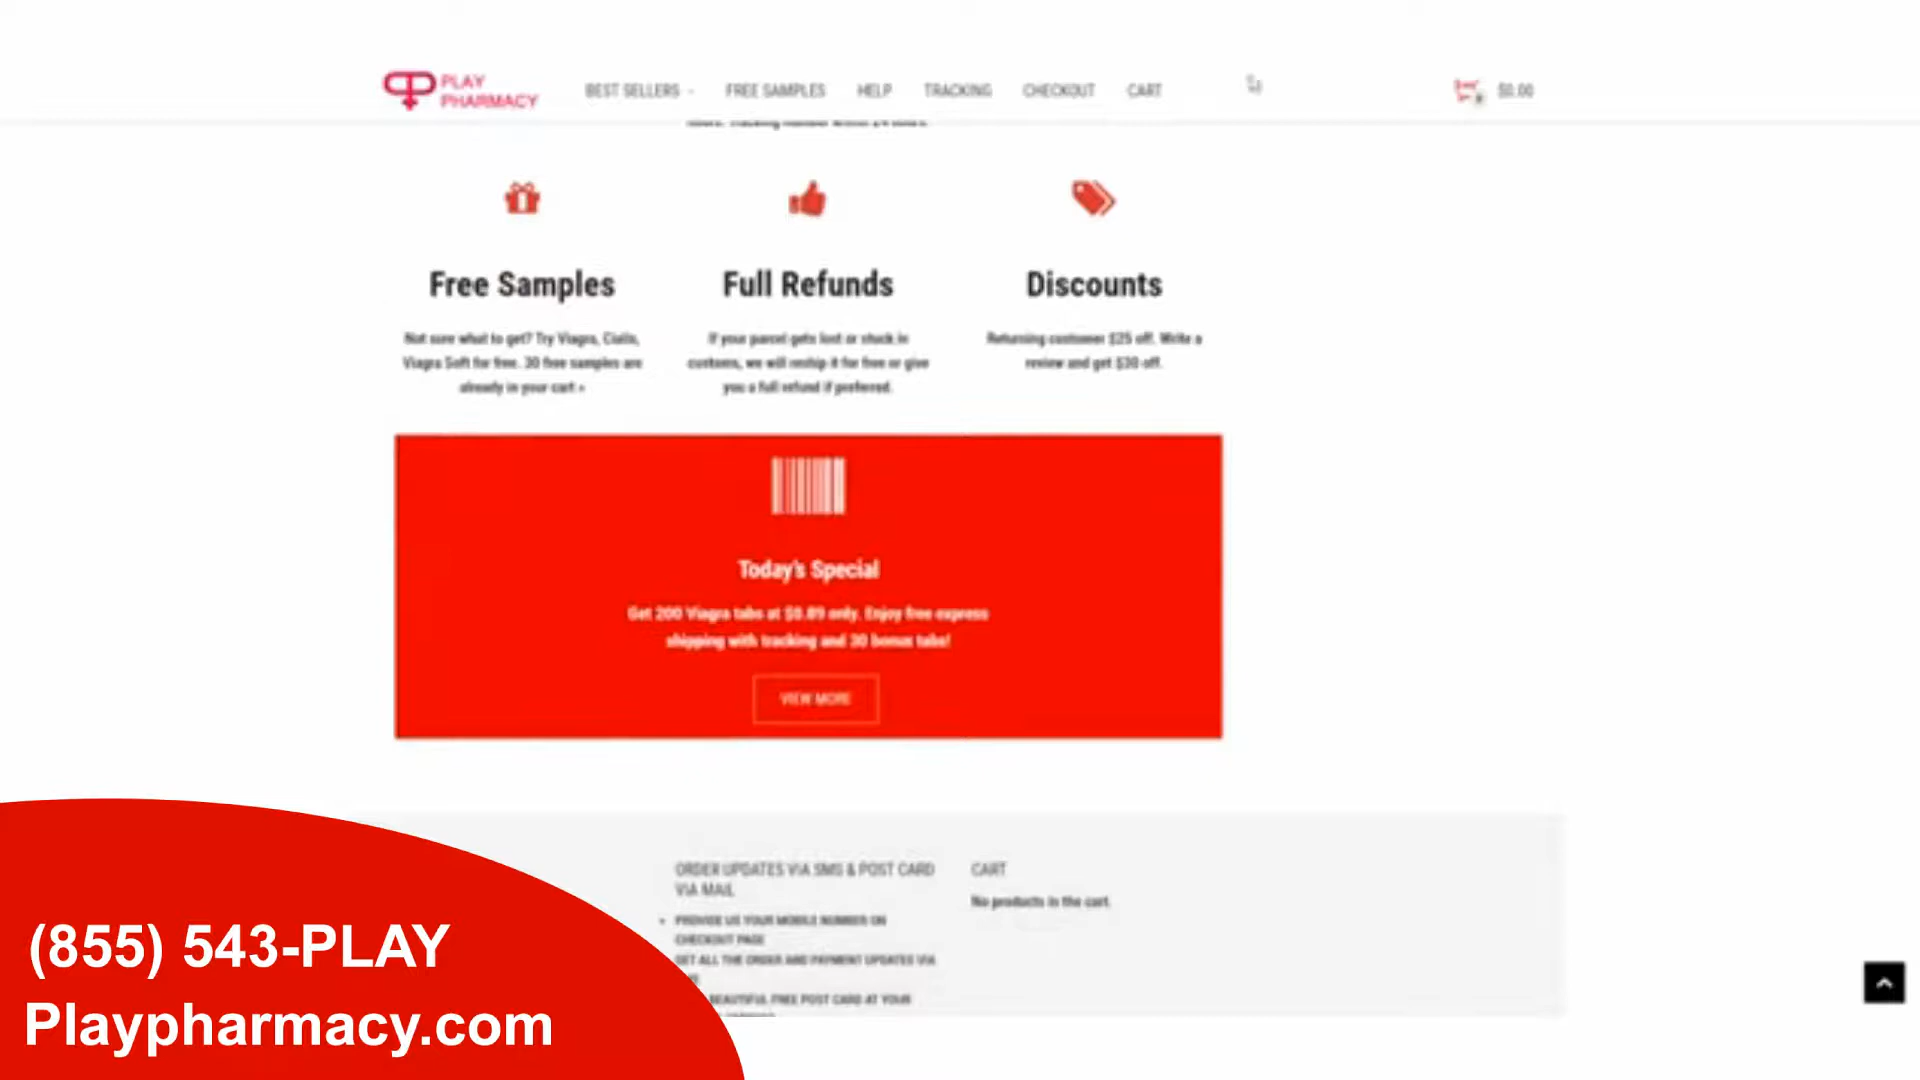 PLAY
PHARMACY
BEST SELLERS
FREE SAMPLES
HELP
TRACKING
CHECKOUT
CART
$0.00
Free Samples
Not sure what to get? Try Viagra, Cialis,
Viagra Soft for free. 30 free samples are
already in your cart »
Full Refunds
If your parcel gets lost or stuck in
customs, we will reship it for free or give
you a full refund if preferred.
Discounts
Returning customer $25 off. Write a
review and get $30 off.
Today's Special
Get 200 Viagra tabs at $0.89 only. Enjoy free express
shipping with tracking and 30 bonus tabs!
VIEW MORE
ORDER UPDATES VIA SMS & POST CARD
VIA MAIL
PROVIDE US YOUR MOBILE NUMBER ON
CHECKOUT PAGE
GET ALL THE ORDER AND PAYMENT UPDATES VIA
BEAUTIFUL FREE POST CARD AT YOUR
CART
No products in the cart.
(855) 543-PLAY
Playpharmacy.com